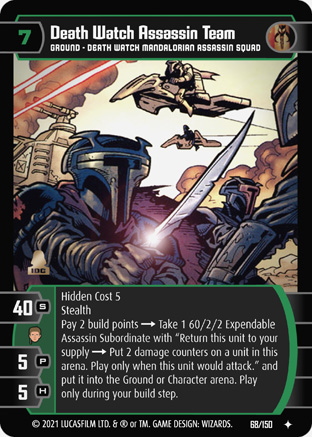 7 Death Watch Assassin Team
GROUND - DEATH WATCH MANDALORIAN ASSASSIN SQUAD
IDG
40 S
5 P
5 H
Hidden Cost 5
Stealth
Pay 2 build points → Take 1 60/2/2 Expendable
Assassin Subordinate with “Return this unit to your
supply → Put 2 damage counters on a unit in this
arena. Play only when this unit would attack.” and
put it into the Ground or Character arena. Play
only during your build step.
© 2021 LUCASFILM LTD. & ® or TM. GAME DESIGN: WIZARDS. 68/150